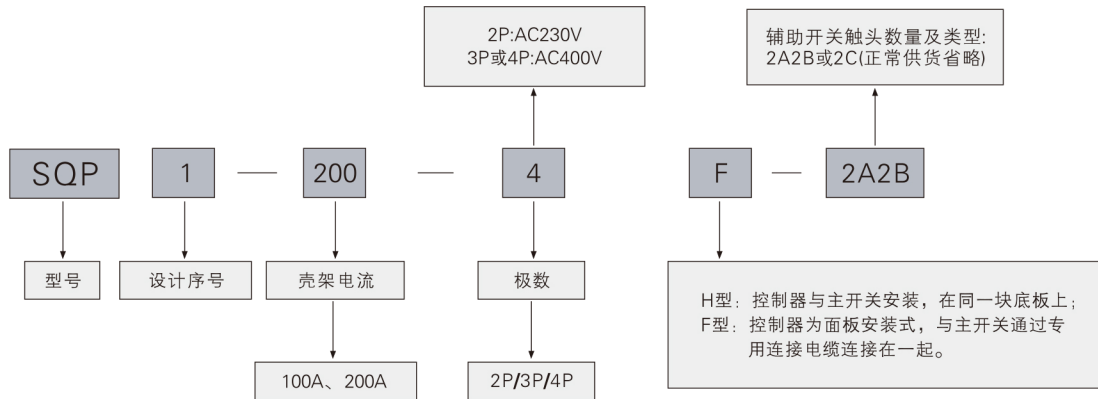 2P:AC230V
3P或4P:AC400V
辅助开关触头数量及类型:
2A2B或2C(正常供货省略)
SQP 1 — 200 — 4 F — 2A2B
型号 设计序号 壳架电流 极数
H型：控制器与主开关安装，在同一块底板上；
F型：控制器为面板安装式，与主开关通过专
用连接电缆连接在一起。
100A、200A 2P/3P/4P